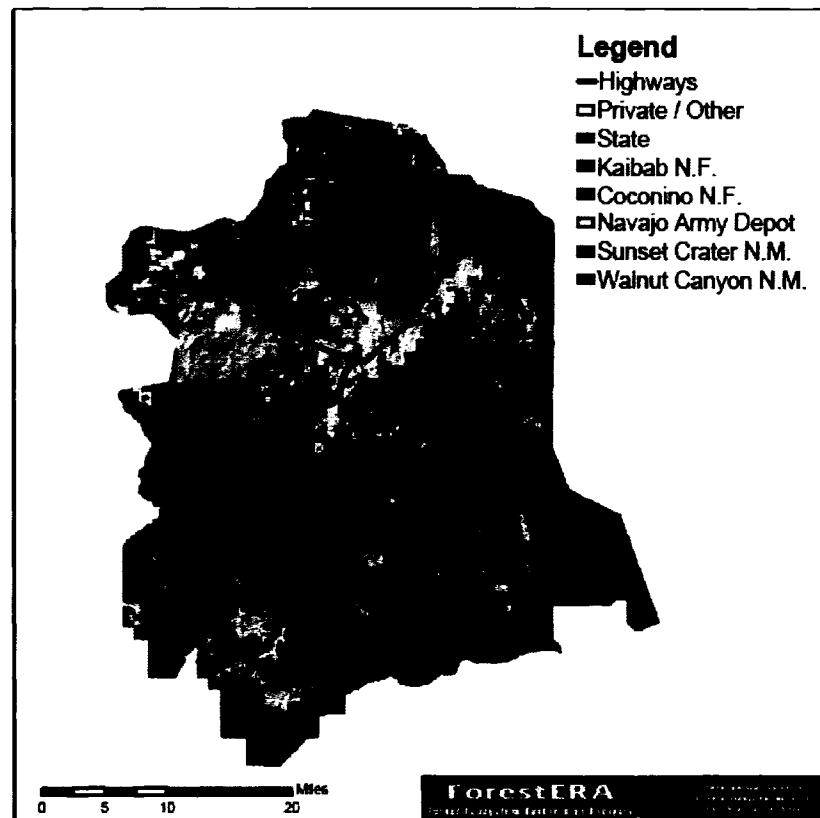 Legend
Highways
Private / Other
State
Kaibab N.F.
Coconino N.F.
Navajo Army Depot
Sunset Crater N.M.
Walnut Canyon N.M.
Miles
0 5 10 20
ForestERA